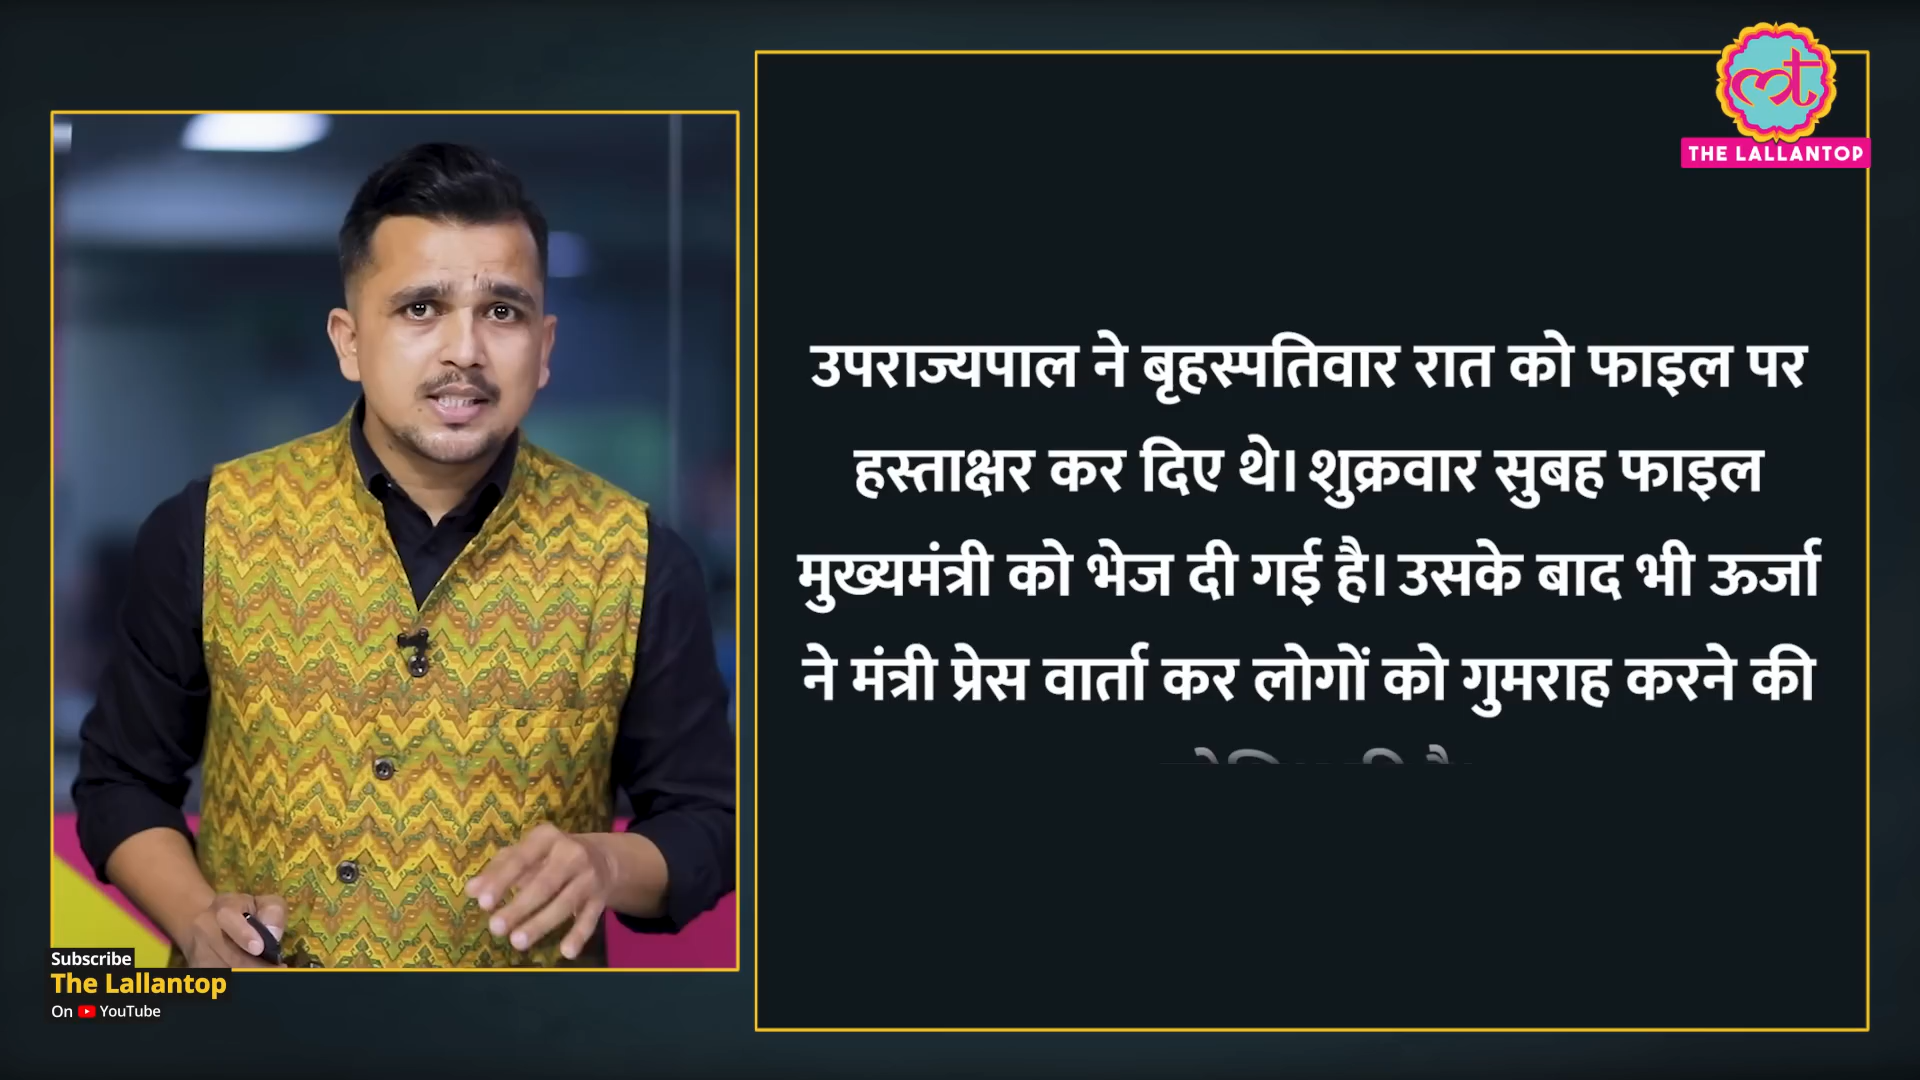 THE LALLANTOP
उपराज्यपाल ने बृहस्पतिवार रात को फाइल पर
हस्ताक्षर कर दिए थे। शुक्रवार सुबह फाइल
मुख्यमंत्री को भेज दी गई है। उसके बाद भी ऊर्जा
ने मंत्री प्रेस वार्ता कर लोगों को गुमराह करने की
Subscribe
The Lallantop
On YouTube